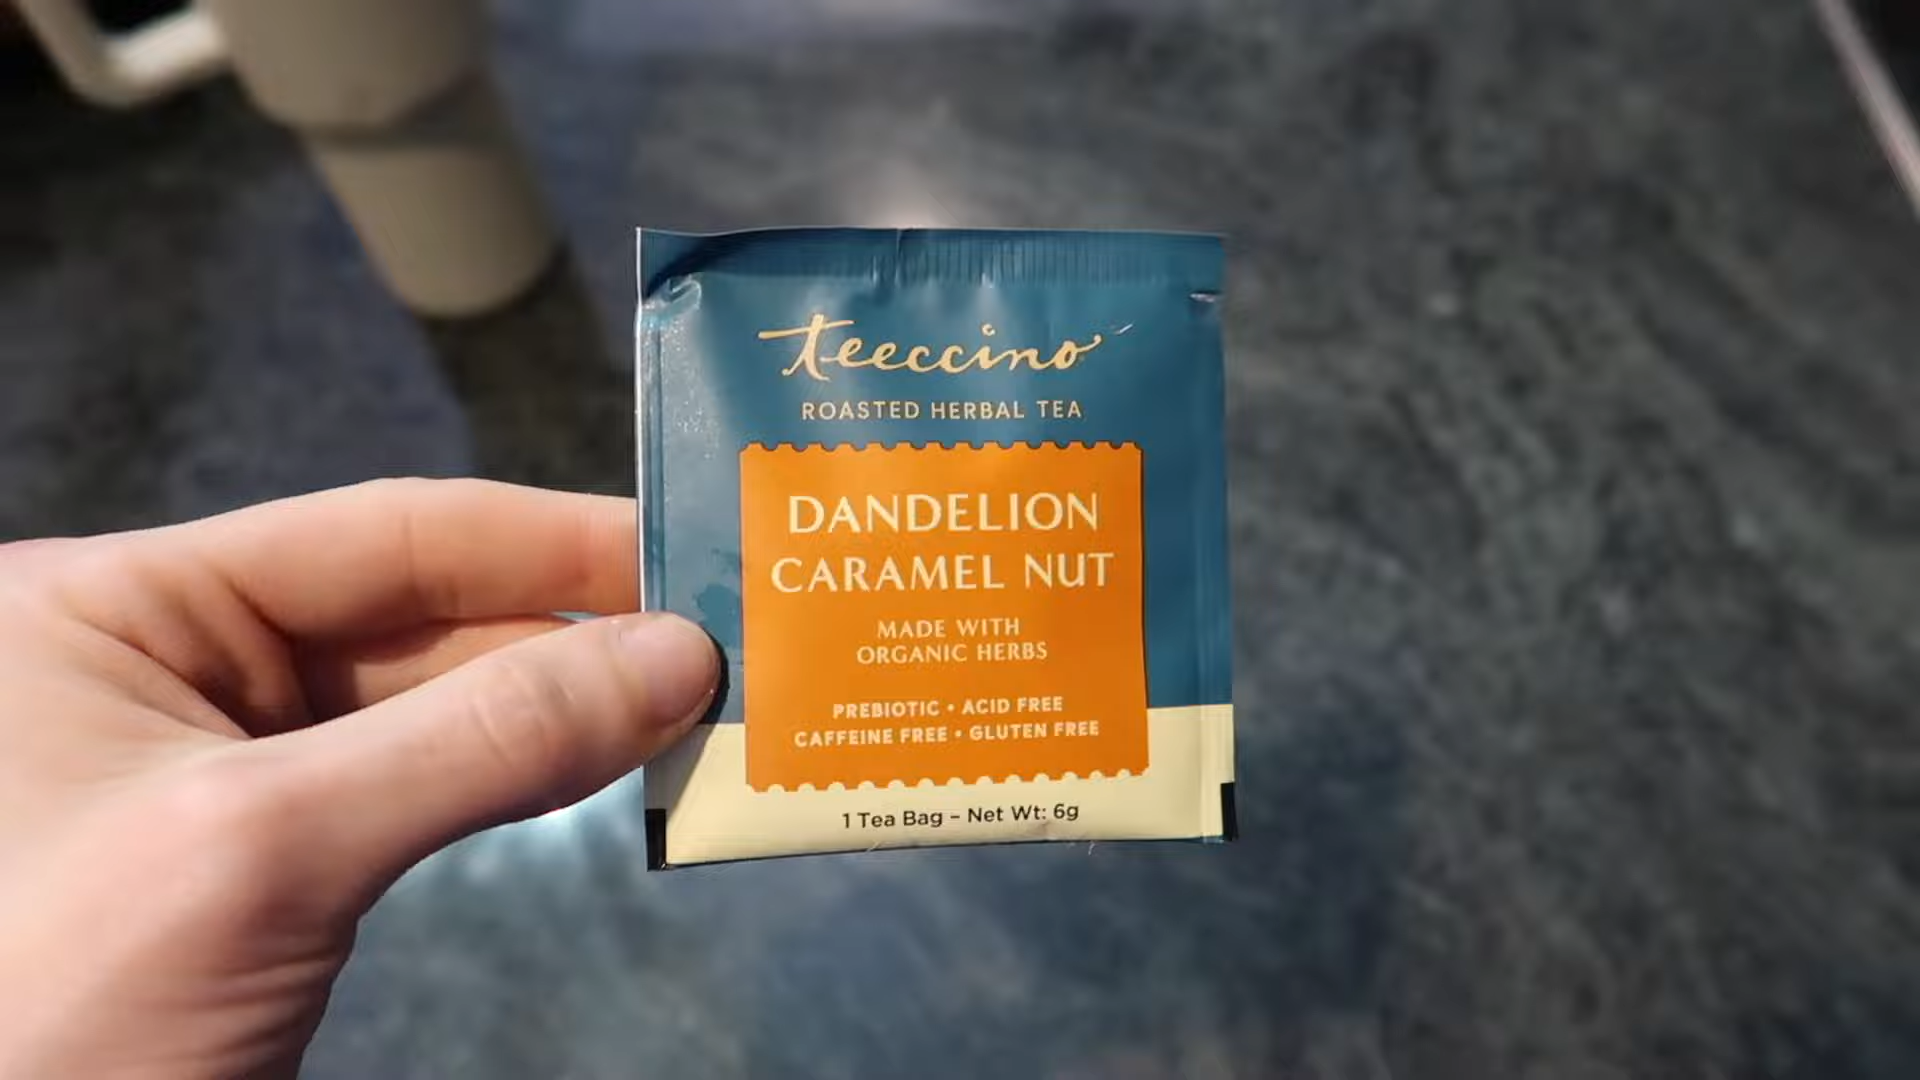 teeccino
ROASTED HERBAL TEA
DANDELION
CARAMEL NUT
MADE WITH
ORGANIC HERBS
PREBIOTIC • ACID FREE
CAFFEINE FREE • GLUTEN FREE
1 Tea Bag – Net Wt: 6g